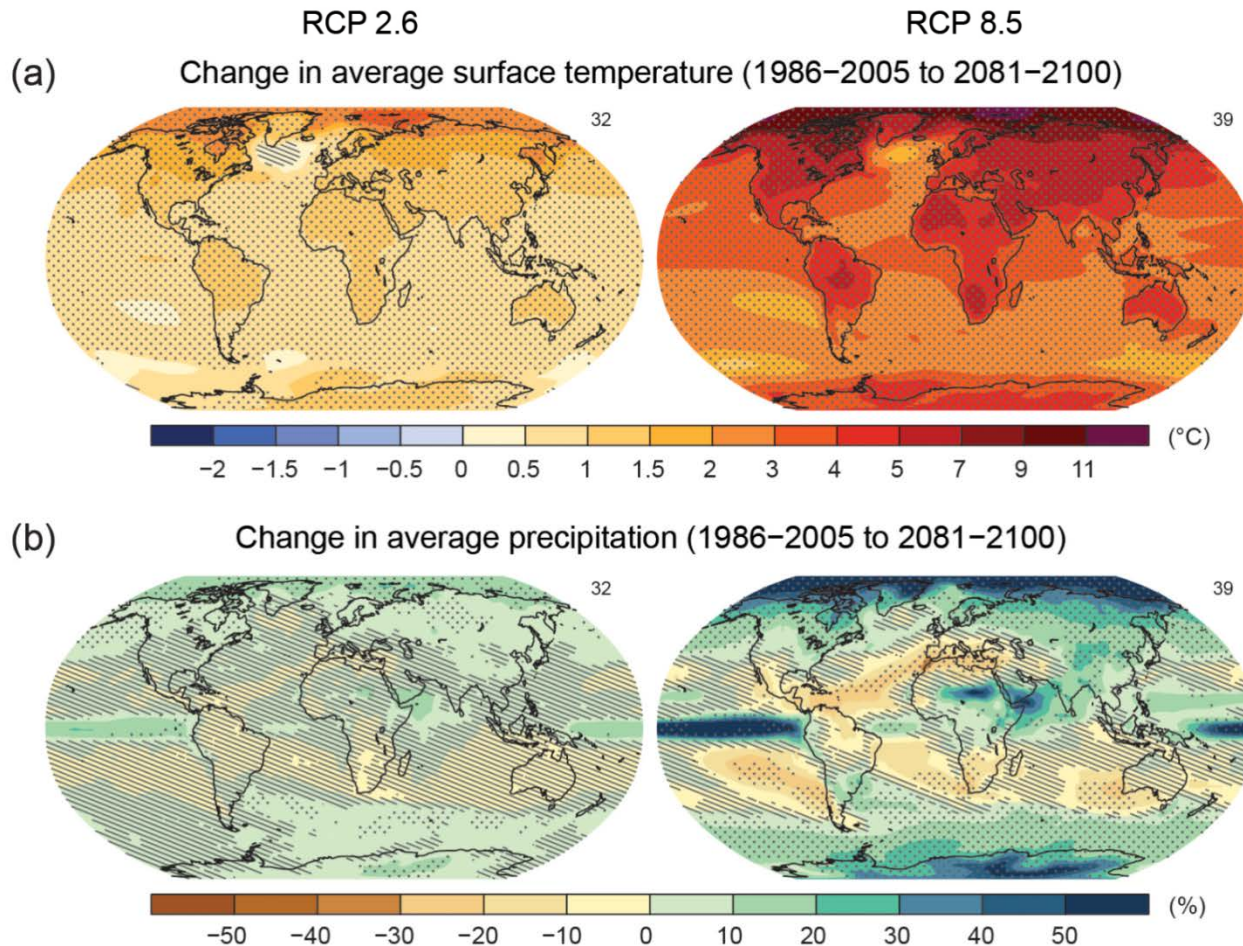 RCP 2.6 RCP 8.5
(a) Change in average surface temperature (1986−2005 to 2081−2100)
32 39
(°C)
−2 −1.5 −1 −0.5 0 0.5 1 1.5 2 3 4 5 7 9 11
(b) Change in average precipitation (1986−2005 to 2081−2100)
32 39
(%)
−50 −40 −30 −20 −10 0 10 20 30 40 50